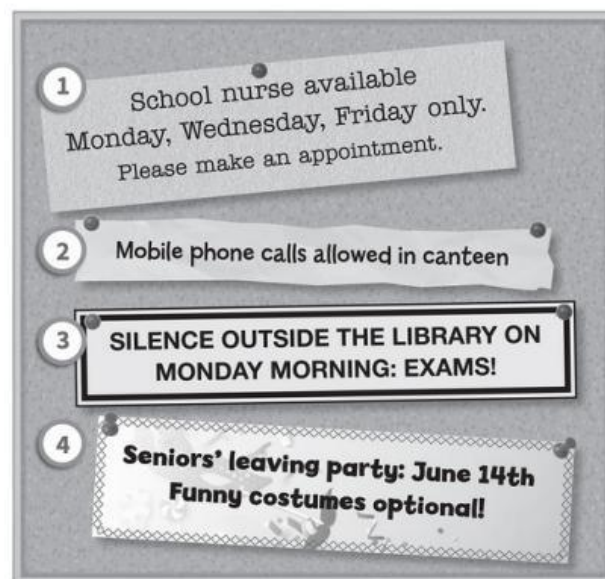 1
School nurse available
Monday, Wednesday, Friday only.
Please make an appointment.
2
Mobile phone calls allowed in canteen
3
SILENCE OUTSIDE THE LIBRARY ON
MONDAY MORNING: EXAMS!
4
Seniors' leaving party: June 14th
Funny costumes optional!